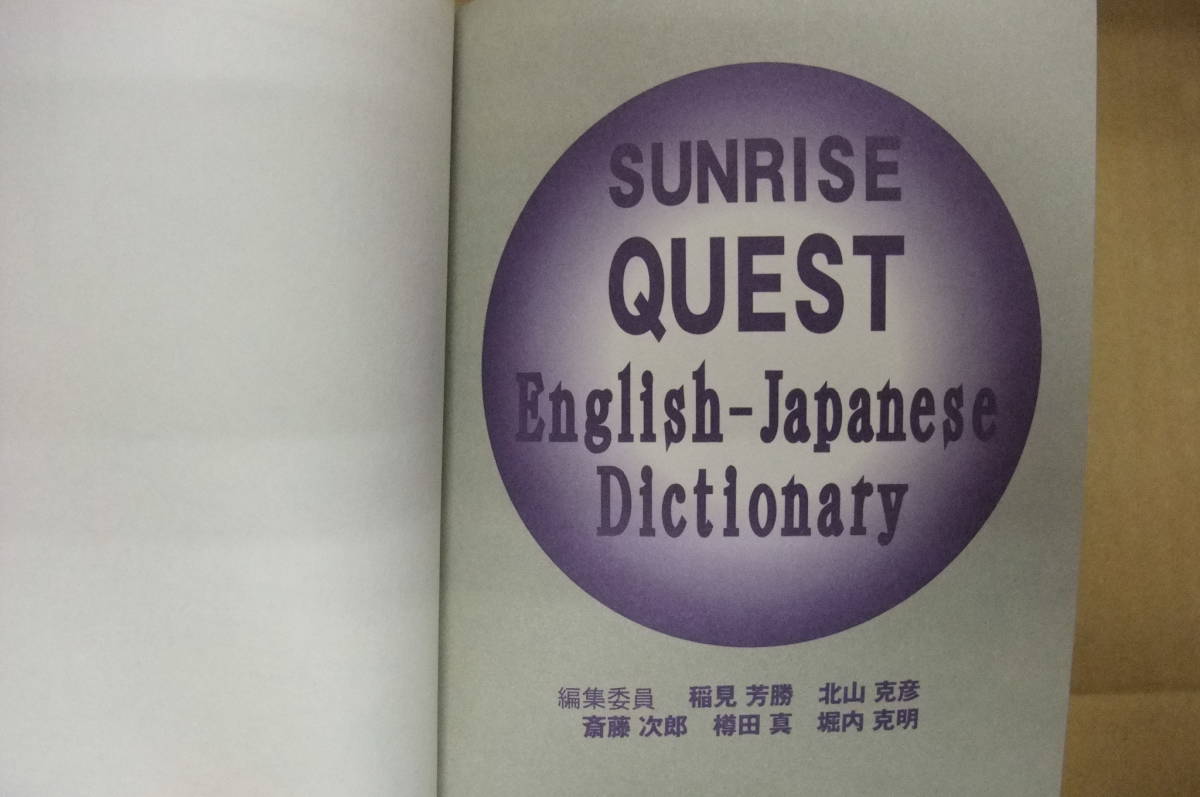 SUNRISE
QUEST
English-Japanese
Dictionary
編集委員 稲見 芳勝 北山 克彦
斎藤 次郎 樽田 真 堀内 克明